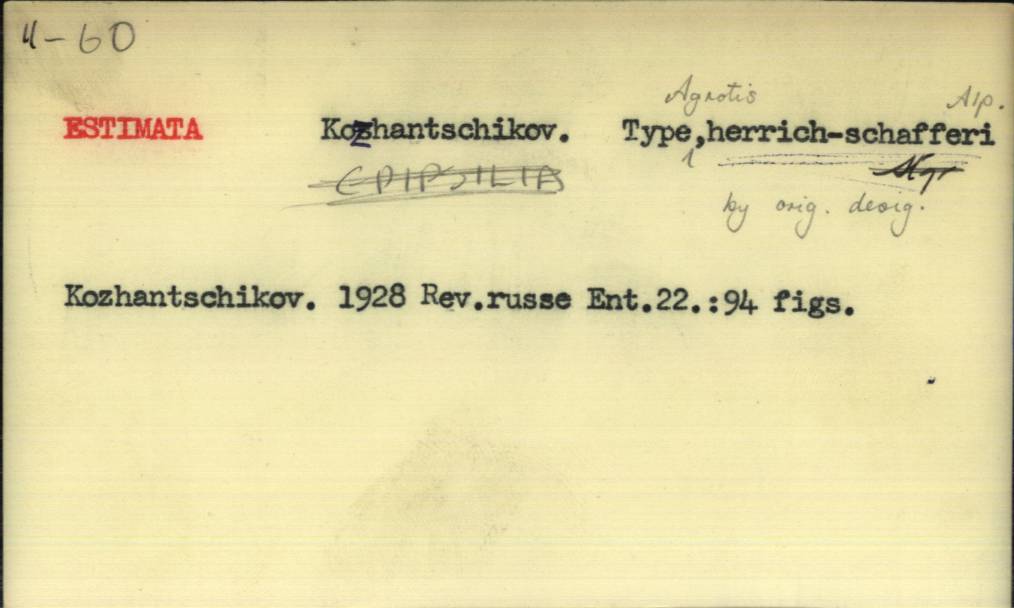 4-60
Agrotis Alp.
ESTIMATA Kozhantschikov. Type, herrich-schafferi
EPIPSILIA Stgr
by orig. desig.
Kozhantschikov. 1928 Rev.russe Ent.22.:94 figs.